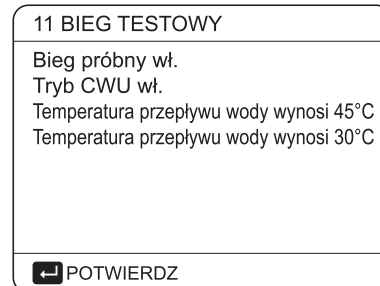 11 BIEG TESTOWY
Bieg próbny wł.
Tryb CWU wł.
Temperatura przepływu wody wynosi 45°C
Temperatura przepływu wody wynosi 30°C
POTWIERDZ